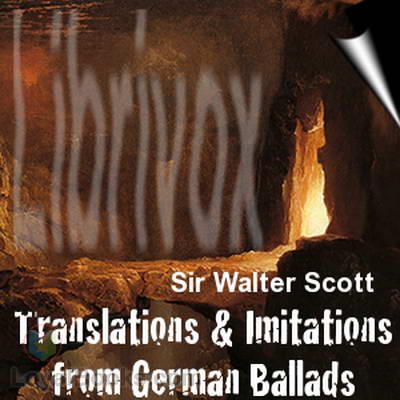 Librivox
Sir Walter Scott
Translations & Imitations
from German Ballads